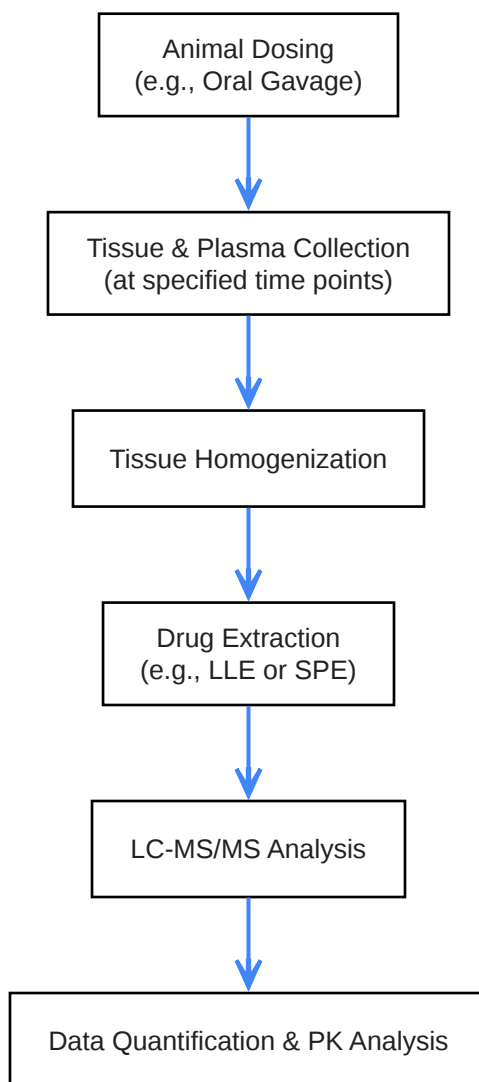 Animal Dosing
(e.g., Oral Gavage)
Tissue & Plasma Collection
(at specified time points)
Tissue Homogenization
Drug Extraction
(e.g., LLE or SPE)
LC-MS/MS Analysis
Data Quantification & PK Analysis